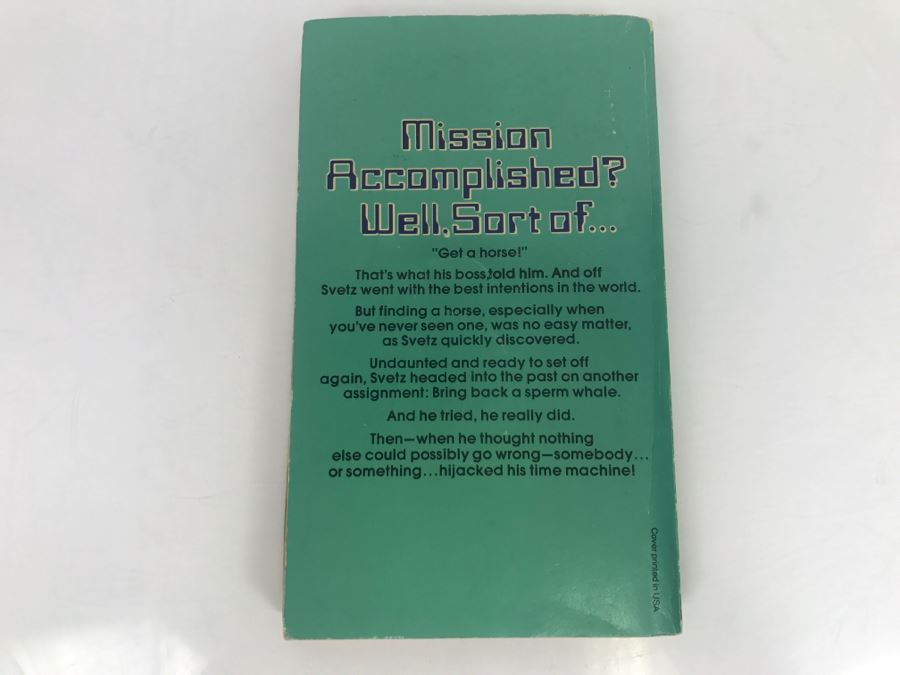 Mission
Accomplished?
Well, Sort of...
"Get a horse!"
That's what his boss told him. And off
Svetz went with the best intentions in the world.
But finding a horse, especially when
you've never seen one, was no easy matter,
as Svetz quickly discovered.
Undaunted and ready to set off
again, Svetz headed into the past on another
assignment: Bring back a sperm whale.
And he tried, he really did.
Then—when he thought nothing
else could possibly go wrong—somebody...
or something...hijacked his time machine!
Cover printed in USA